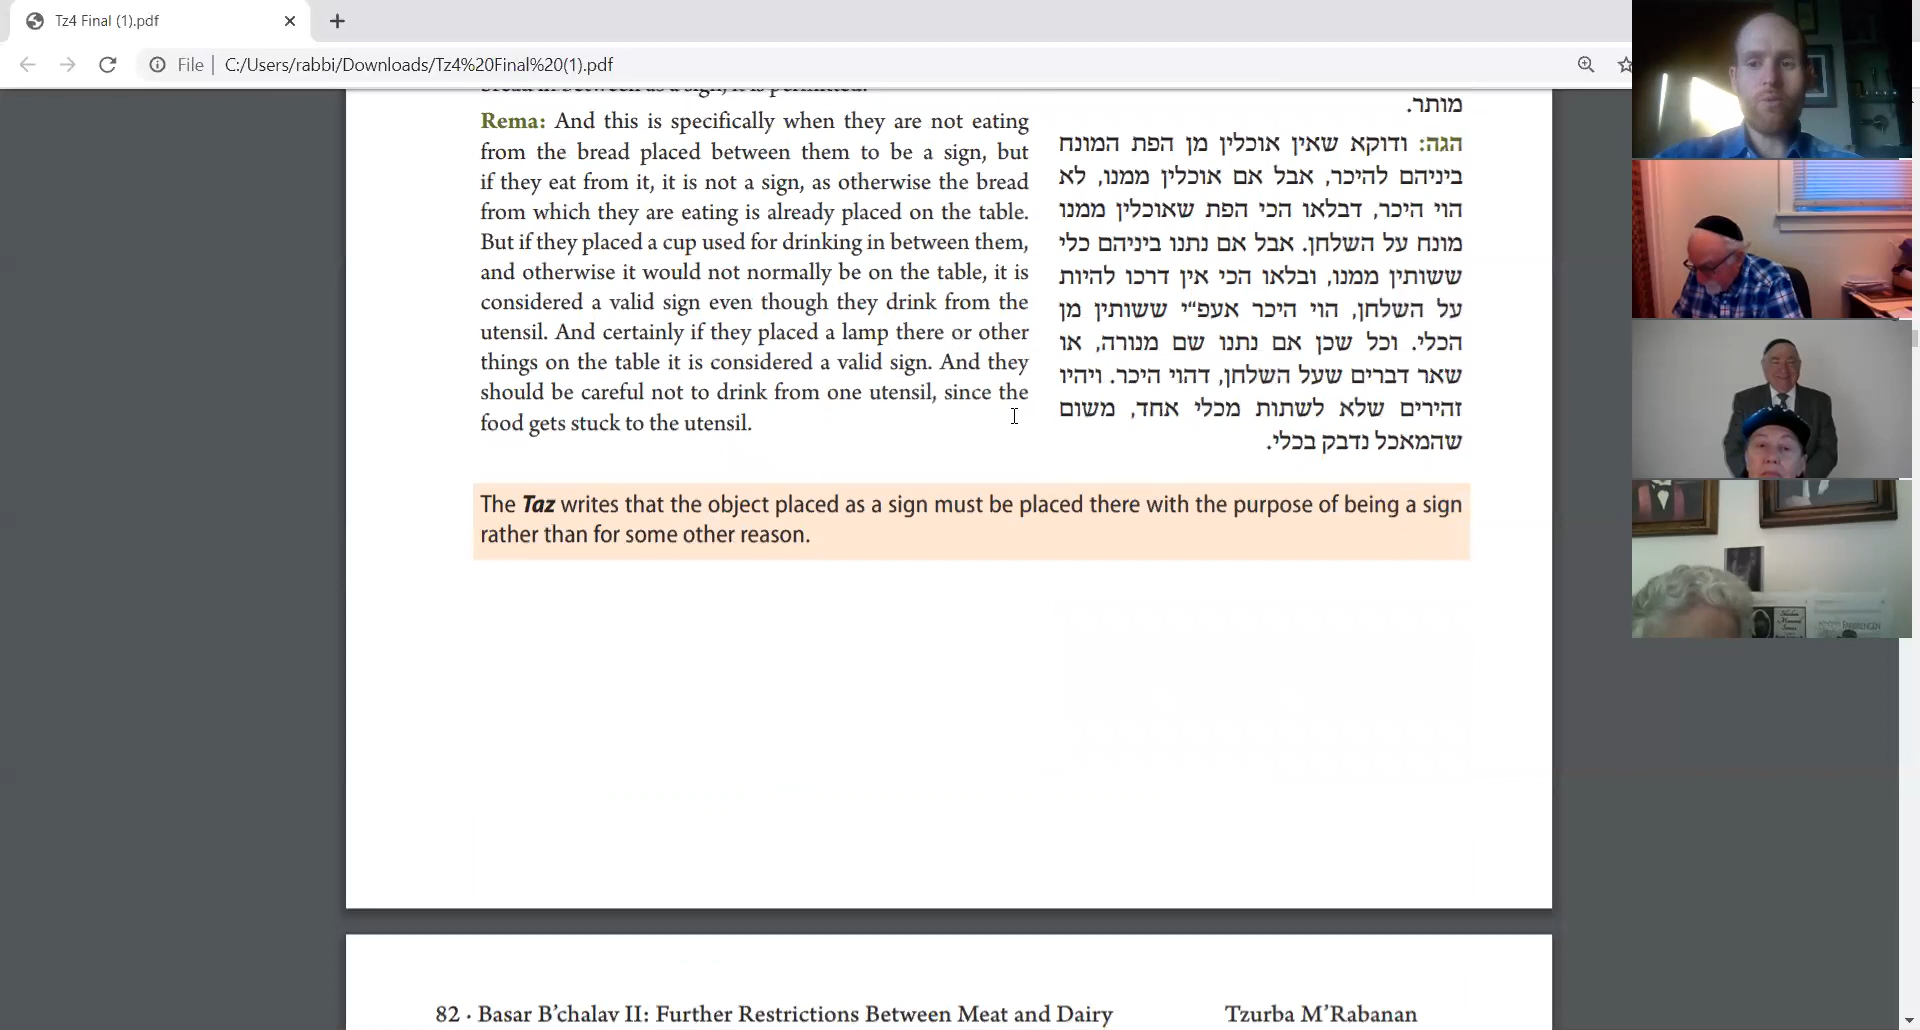 Tz4 Final (1).pdf
File | C:/Users/rabbi/Downloads/Tz4%20Final%20(1).pdf
bread in between as a sign, it is permitted.
Rema: And this is specifically when they are not eating
from the bread placed between them to be a sign, but
if they eat from it, it is not a sign, as otherwise the bread
from which they are eating is already placed on the table.
But if they placed a cup used for drinking in between them,
and otherwise it would not normally be on the table, it is
considered a valid sign even though they drink from the
utensil. And certainly if they placed a lamp there or other
things on the table it is considered a valid sign. And they
should be careful not to drink from one utensil, since the
food gets stuck to the utensil.
מותר.
הגה: ודוקא שאין אוכלין מן הפת המונח
ביניהם להיכר, אבל אם אוכלין ממנו, לא
הוי היכר, דבלאו הכי הפת שאוכלין ממנו
מונח על השלחן. אבל אם נתנו ביניהם כלי
ששותין ממנו, ובלאו הכי אין דרכו להיות
על השלחן, הוי היכר אעפ"י ששותין מן
הכלי. וכל שכן אם נתנו שם מנורה, או
שאר דברים שעל השלחן, דהוי היכר. ויהיו
זהירים שלא לשתות מכלי אחד, משום
שהמאכל נדבק בכלי.
The Taz writes that the object placed as a sign must be placed there with the purpose of being a sign
rather than for some other reason.
82 · Basar B'chalav II: Further Restrictions Between Meat and Dairy
Tzurba M'Rabanan